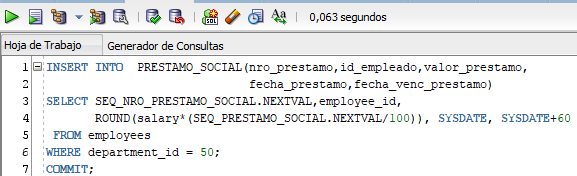 0,063 segundos
Hoja de Trabajo Generador de Consultas
1 INSERT INTO PRESTAMO_SOCIAL(nro_prestamo,id_empleado,valor_prestamo,
2 fecha_prestamo,fecha_venc_prestamo)
3 SELECT SEQ_NRO_PRESTAMO_SOCIAL.NEXTVAL,employee_id,
4 ROUND(salary*(SEQ_PRESTAMO_SOCIAL.NEXTVAL/100)), SYSDATE, SYSDATE+60
5 FROM employees
6 WHERE department_id = 50;
7 COMMIT;